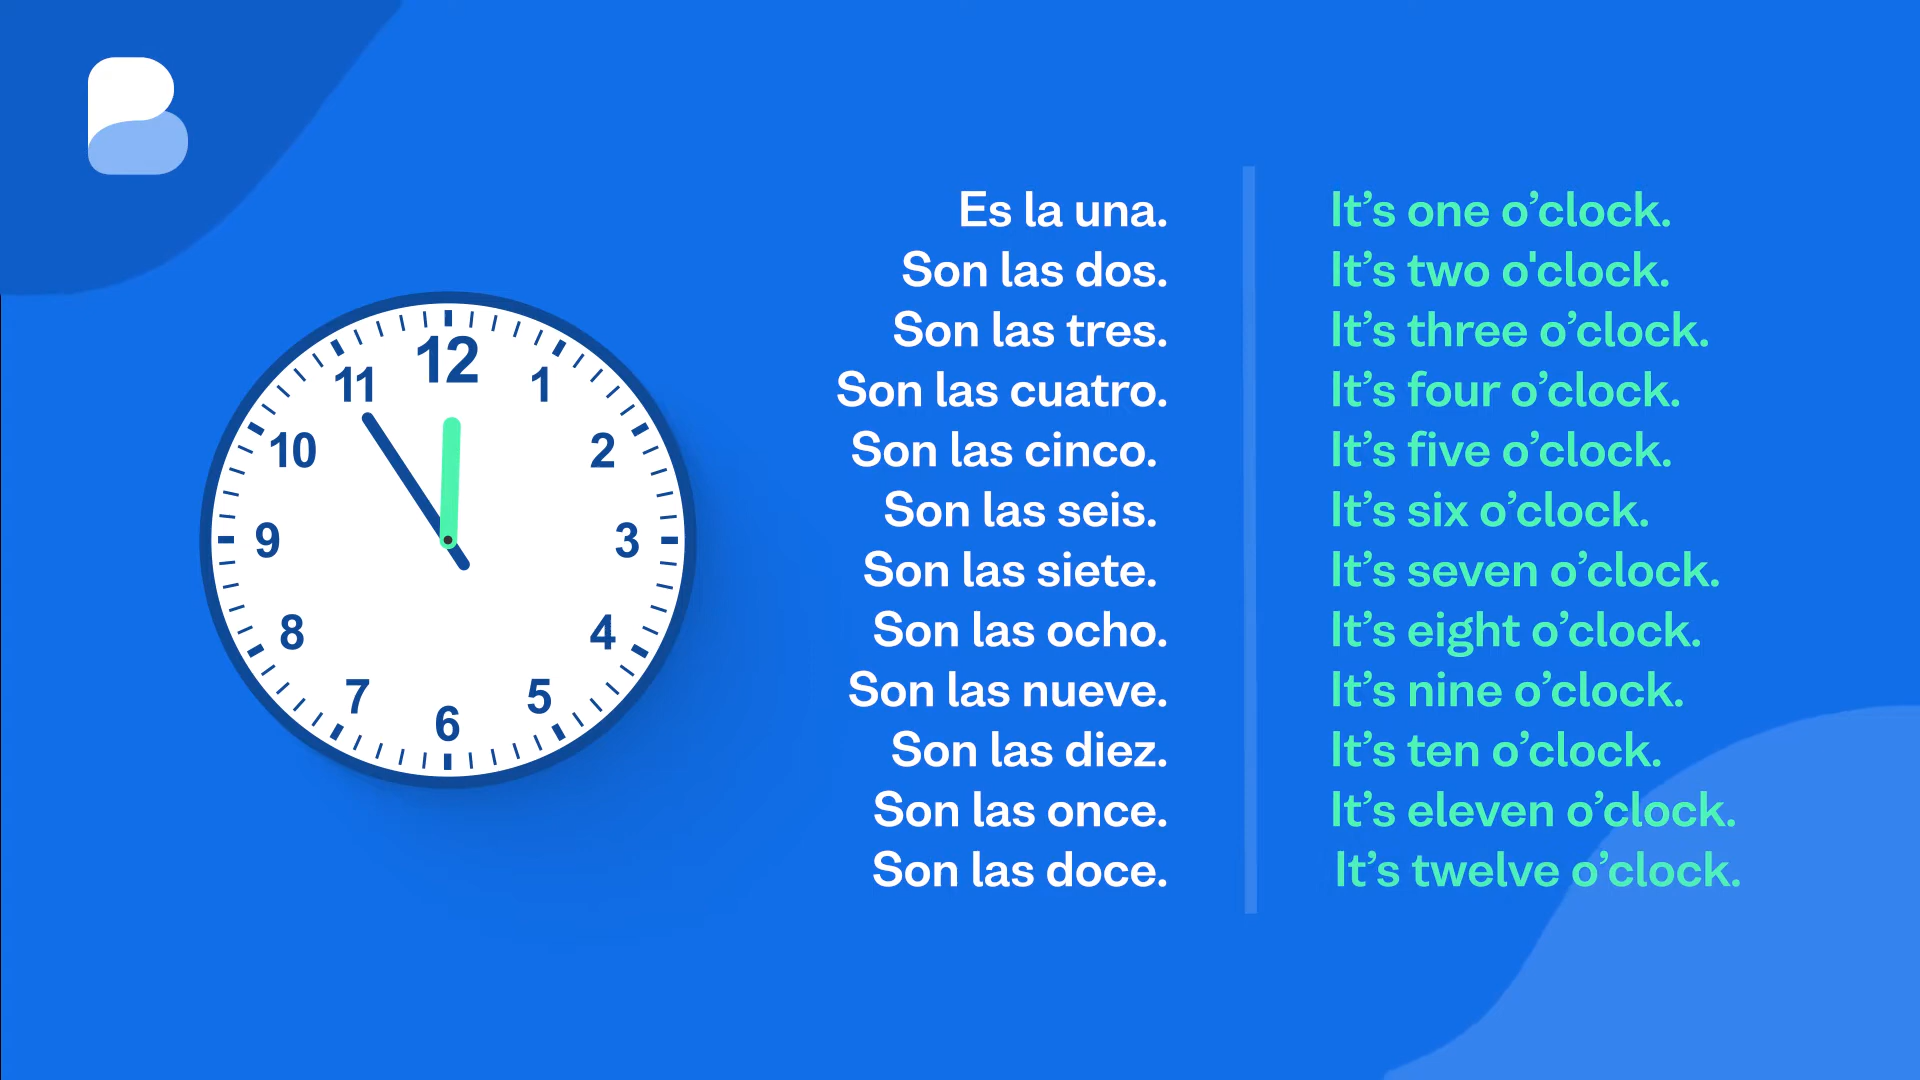 12
11
1
10
2
9
3
8
4
7
5
6
Es la una.
Son las dos.
Son las tres.
Son las cuatro.
Son las cinco.
Son las seis.
Son las siete.
Son las ocho.
Son las nueve.
Son las diez.
Son las once.
Son las doce.
It’s one o’clock.
It’s two o'clock.
It’s three o’clock.
It’s four o’clock.
It’s five o’clock.
It’s six o’clock.
It’s seven o’clock.
It’s eight o’clock.
It’s nine o’clock.
It’s ten o’clock.
It’s eleven o’clock.
It’s twelve o’clock.